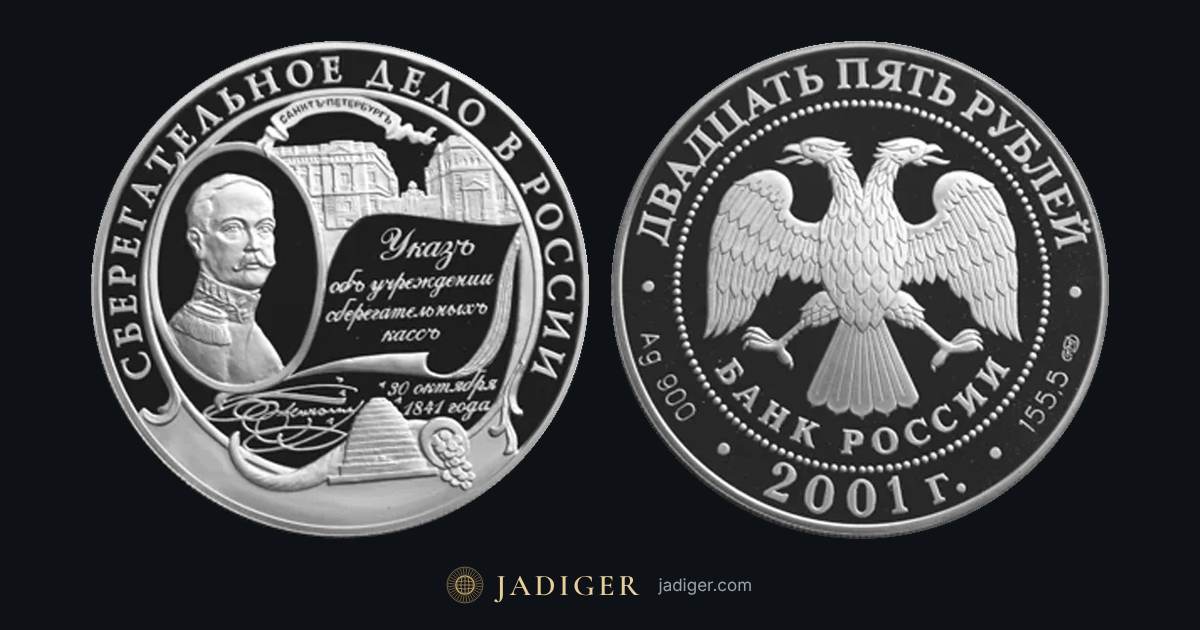 СБЕРЕГАТЕЛЬНОЕ ДЕЛО В РОССИИ
САНКТЪ-ПЕТЕРБУРГЪ
Указъ
объ учреждении
сберегательныхъ
кассъ
30 октября
1841 года
ДВАДЦАТЬ ПЯТЬ РУБЛЕЙ
БАНК РОССИИ
Ag 900
155,5
2001 г.
JADIGER
jadiger.com